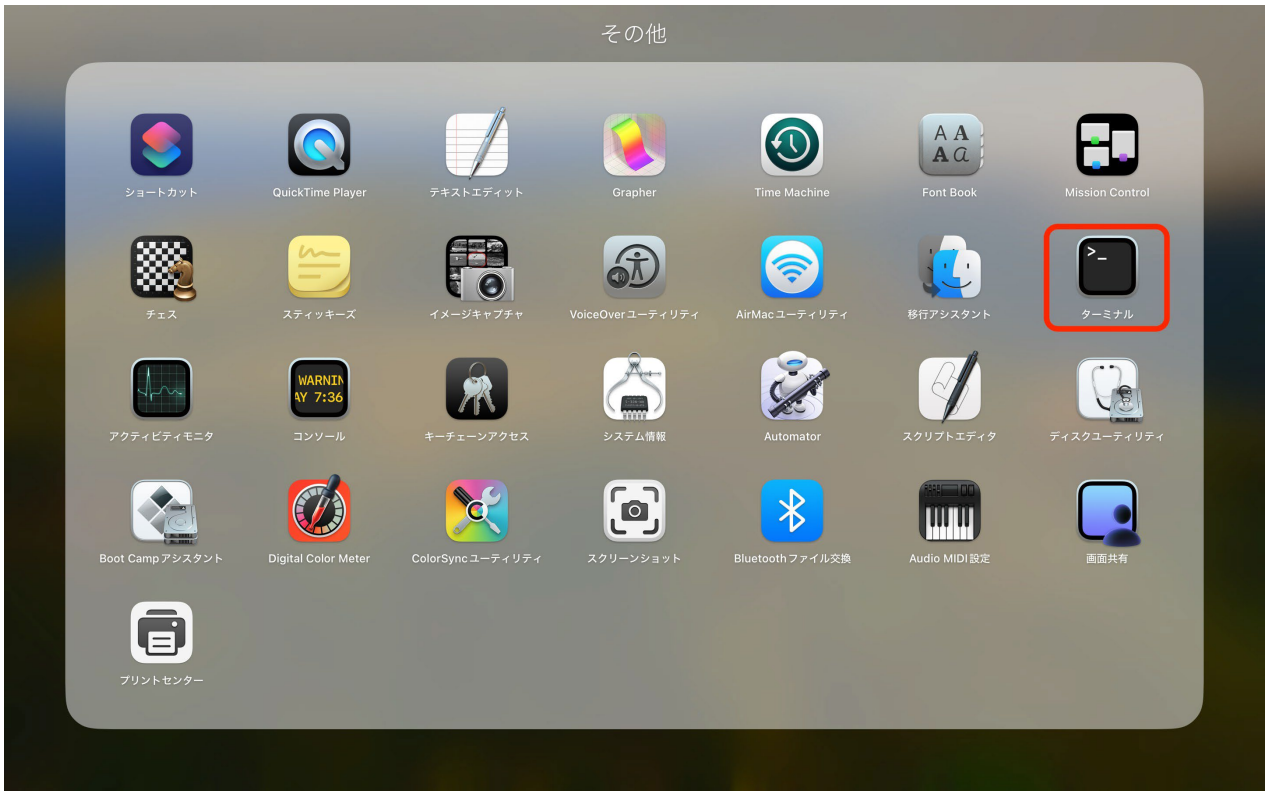 その他
ショートカット
QuickTime Player
テキストエディット
Grapher
Time Machine
Font Book
Mission Control
チェス
スティッキーズ
イメージキャプチャ
VoiceOverユーティリティ
AirMacユーティリティ
移行アシスタント
ターミナル
アクティビティモニタ
コンソール
キーチェーンアクセス
システム情報
Automator
スクリプトエディタ
ディスクユーティリティ
Boot Campアシスタント
Digital Color Meter
ColorSyncユーティリティ
スクリーンショット
Bluetoothファイル交換
Audio MIDI設定
画面共有
プリントセンター
A A
A a
>_
WARNIN
AY 7:36